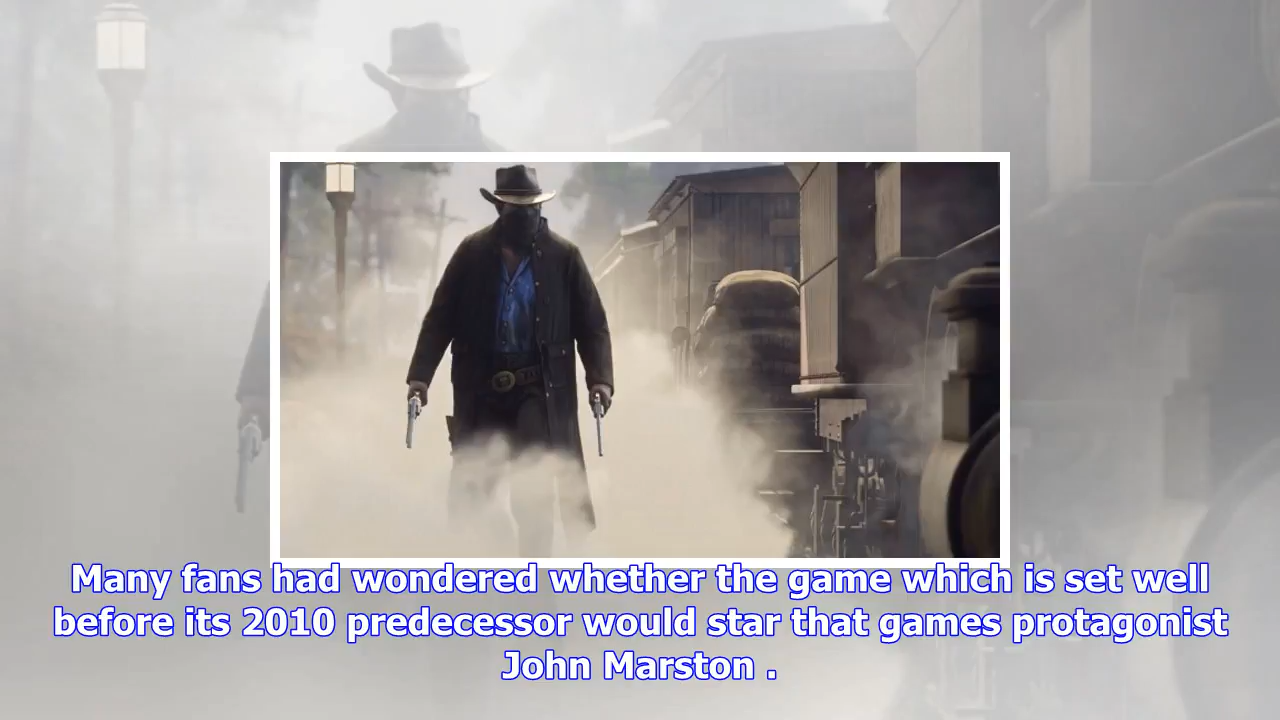 Many fans had wondered whether the game which is set well
before its 2010 predecessor would star that games protagonist
John Marston .